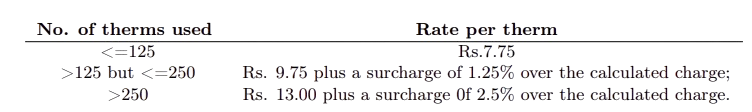 No. of therms used Rate per therm
<=125 Rs.7.75
>125 but <=250 Rs. 9.75 plus a surcharge of 1.25% over the calculated charge;
>250 Rs. 13.00 plus a surcharge 0f 2.5% over the calculated charge.